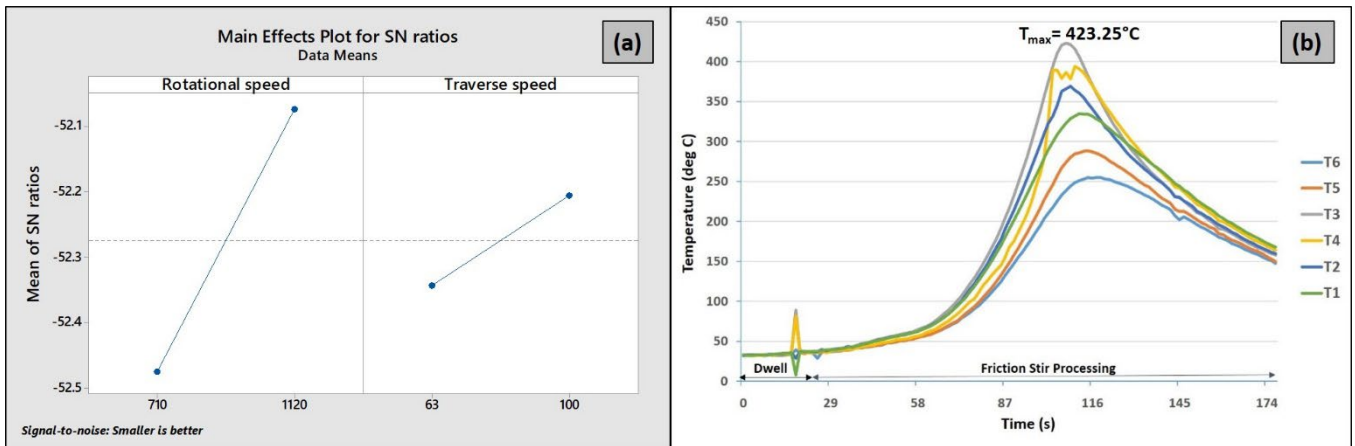 Main Effects Plot for SN ratios
Data Means
(a)
Rotational speed
Traverse speed
Mean of SN ratios
-52.1
-52.2
-52.3
-52.4
-52.5
710
1120
63
100
Signal-to-noise: Smaller is better
(b)
Tmax= 423.25°C
Temperature (deg C)
450
400
350
300
250
200
150
100
50
0
Dwell
Friction Stir Processing
0
29
58
87
116
145
174
Time (s)
T6
T5
T3
T4
T2
T1